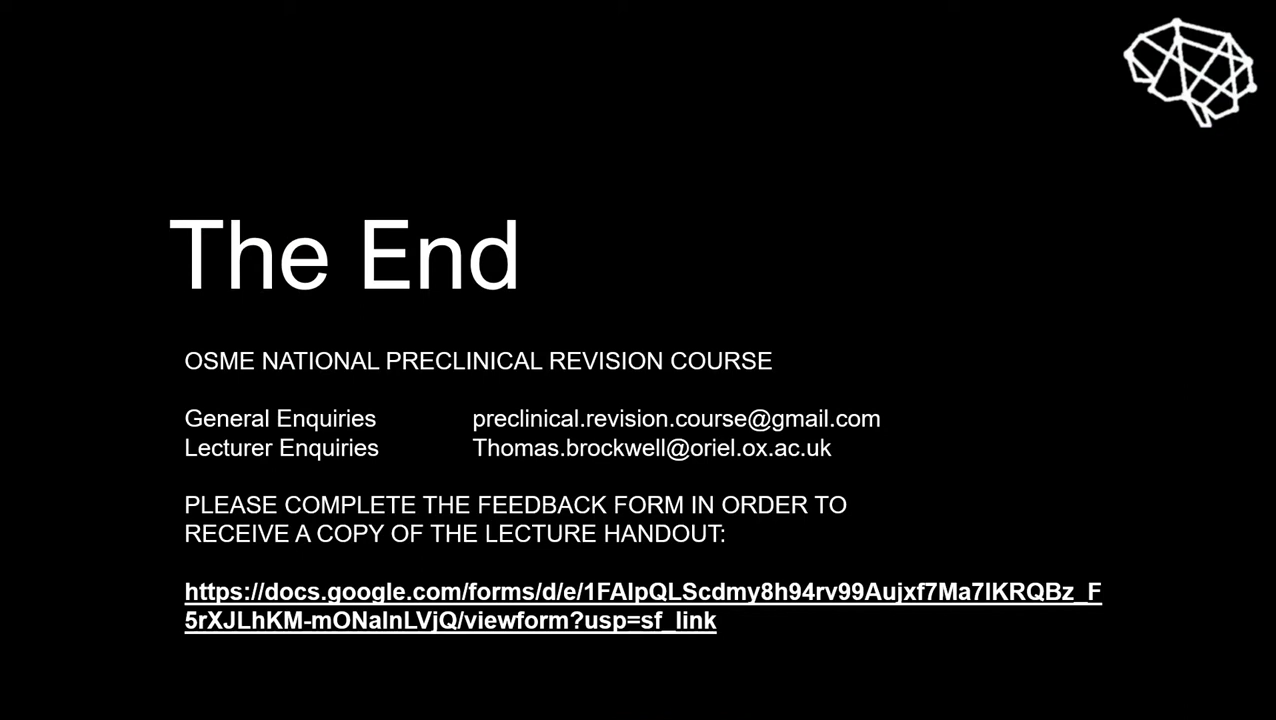 The End
OSME NATIONAL PRECLINICAL REVISION COURSE
General Enquiries preclinical.revision.course@gmail.com
Lecturer Enquiries Thomas.brockwell@oriel.ox.ac.uk
PLEASE COMPLETE THE FEEDBACK FORM IN ORDER TO
RECEIVE A COPY OF THE LECTURE HANDOUT:
https://docs.google.com/forms/d/e/1FAIpQLScdmy8h94rv99Aujxf7Ma7lKRQBz_F
5rXJLhKM-mONalnLVjQ/viewform?usp=sf_link